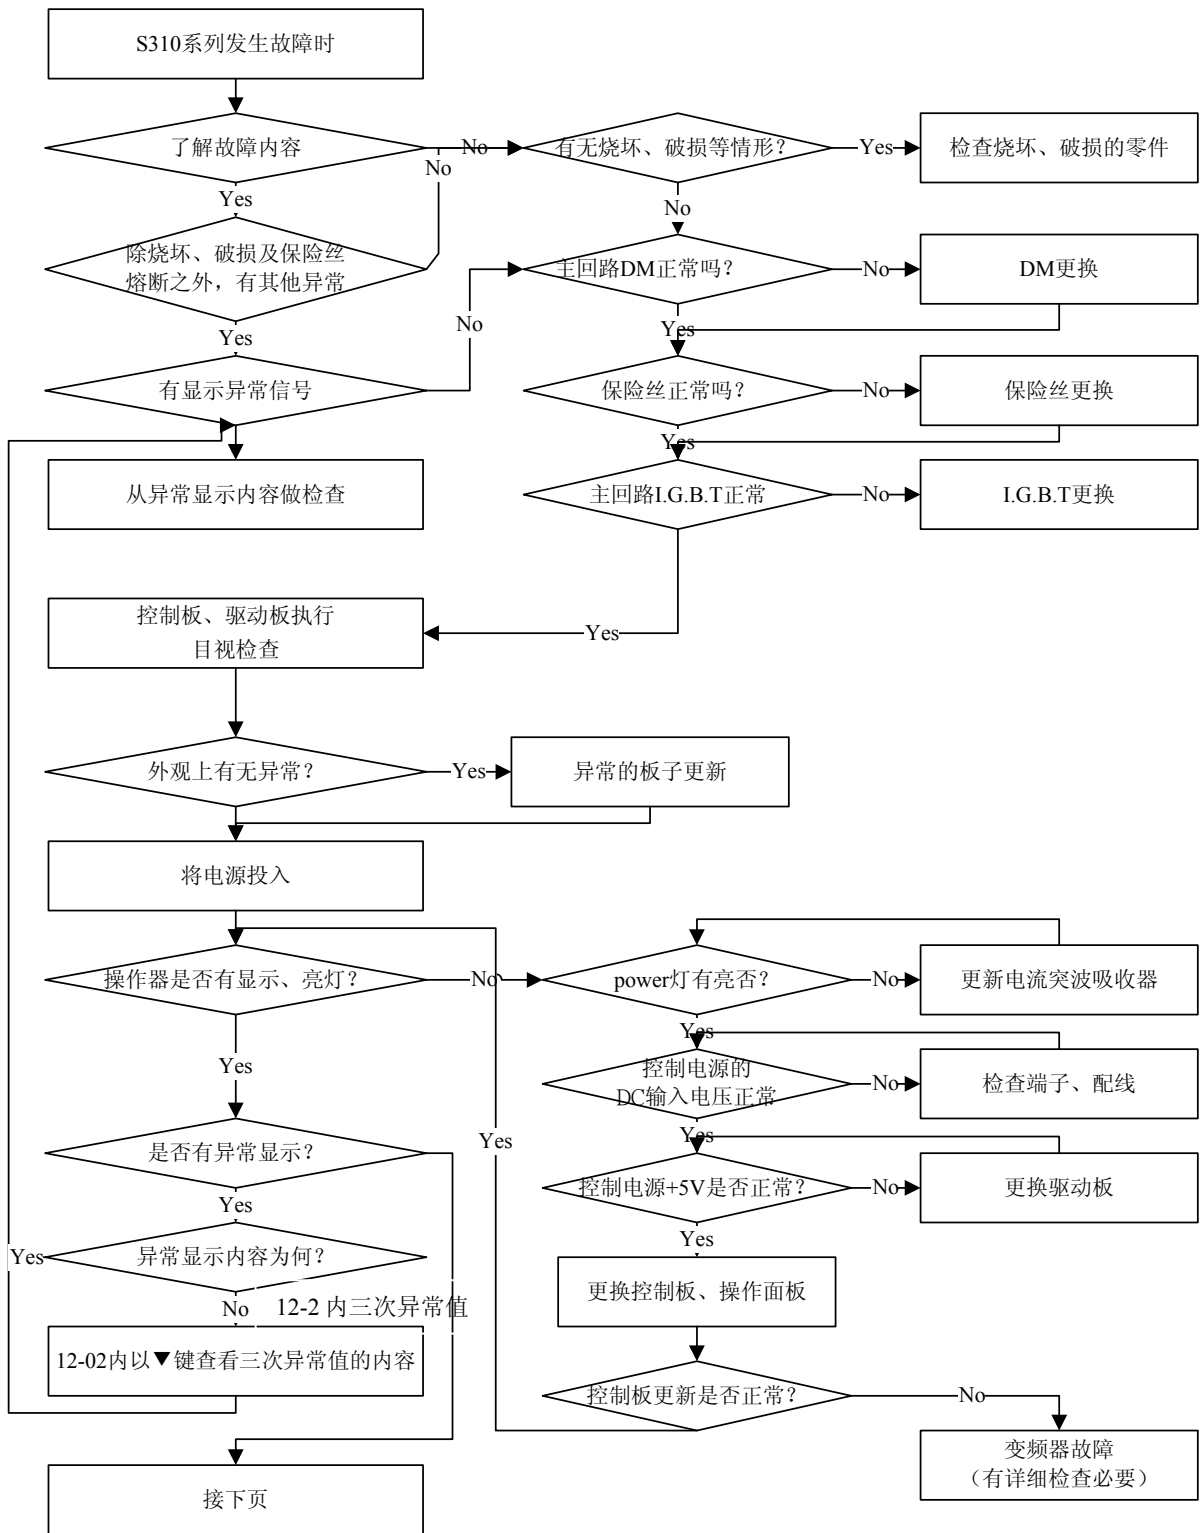 S310系列发生故障时
了解故障内容
No
有无烧坏、破损等情形？
Yes
检查烧坏、破损的零件
No
Yes
No
除烧坏、破损及保险丝
熔断之外，有其他异常
主回路DM正常吗？
No
DM更换
Yes
No
Yes
有显示异常信号
保险丝正常吗？
No
保险丝更换
Yes
从异常显示内容做检查
主回路I.G.B.T正常
No
I.G.B.T更换
控制板、驱动板执行
目视检查
Yes
外观上有无异常？
Yes
异常的板子更新
将电源投入
操作器是否有显示、亮灯？
No
power灯有亮否？
No
更新电流突波吸收器
Yes
Yes
控制电源的
DC输入电压正常
No
检查端子、配线
Yes
Yes
是否有异常显示？
控制电源+5V是否正常？
No
更换驱动板
Yes
Yes
Yes
异常显示内容为何？
更换控制板、操作面板
No
12-2 内三次异常值
12-02内以▼键查看三次异常值的内容
控制板更新是否正常？
No
变频器故障
（有详细检查必要）
接下页